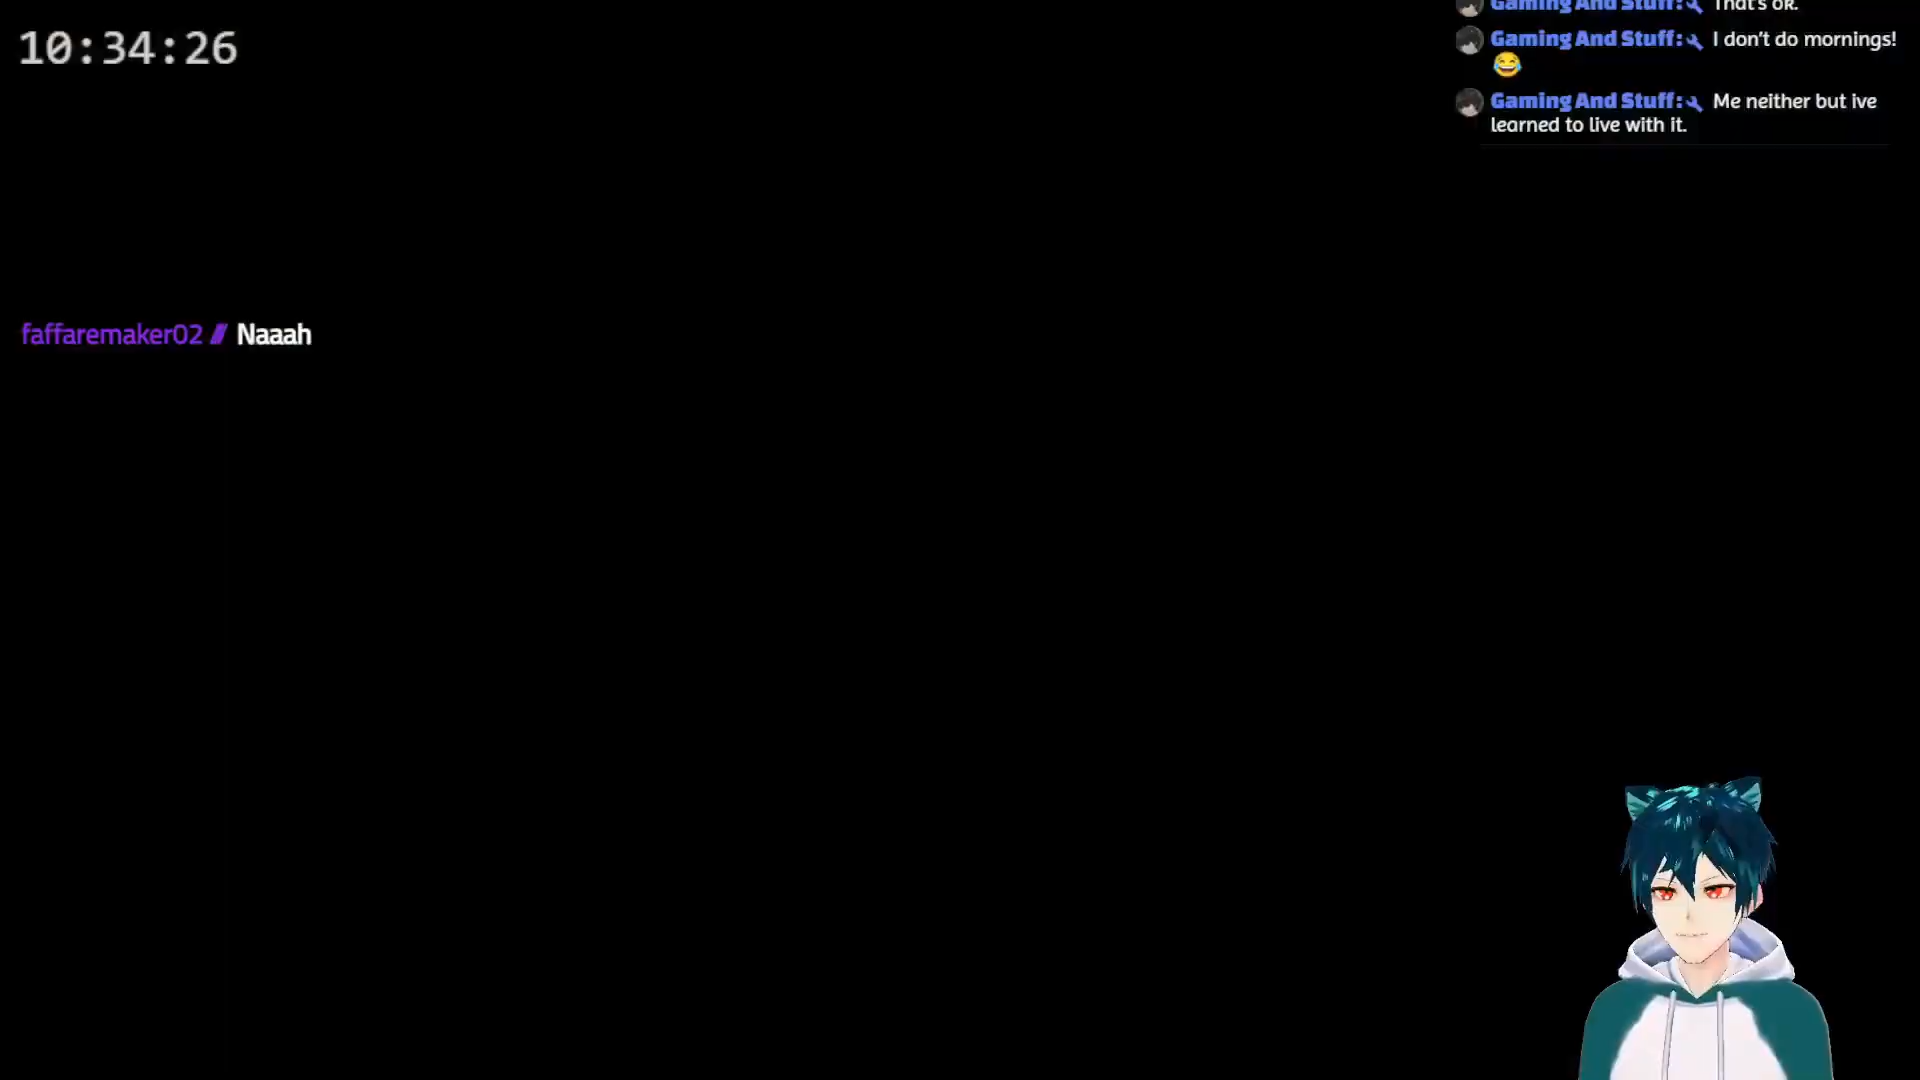 10:34:26
Gaming And Stuff: That's ok.
Gaming And Stuff: I don't do mornings!
😂
Gaming And Stuff: Me neither but ive
learned to live with it.
faffaremaker02 // Naaah